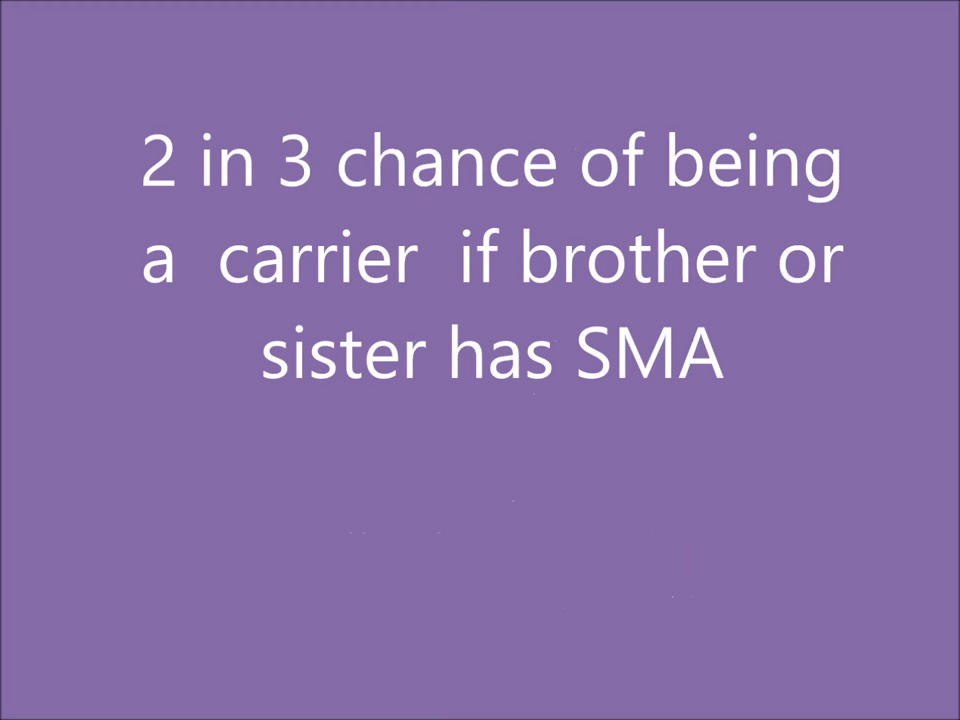 2 in 3 chance of being
a  carrier  if brother or
sister has SMA